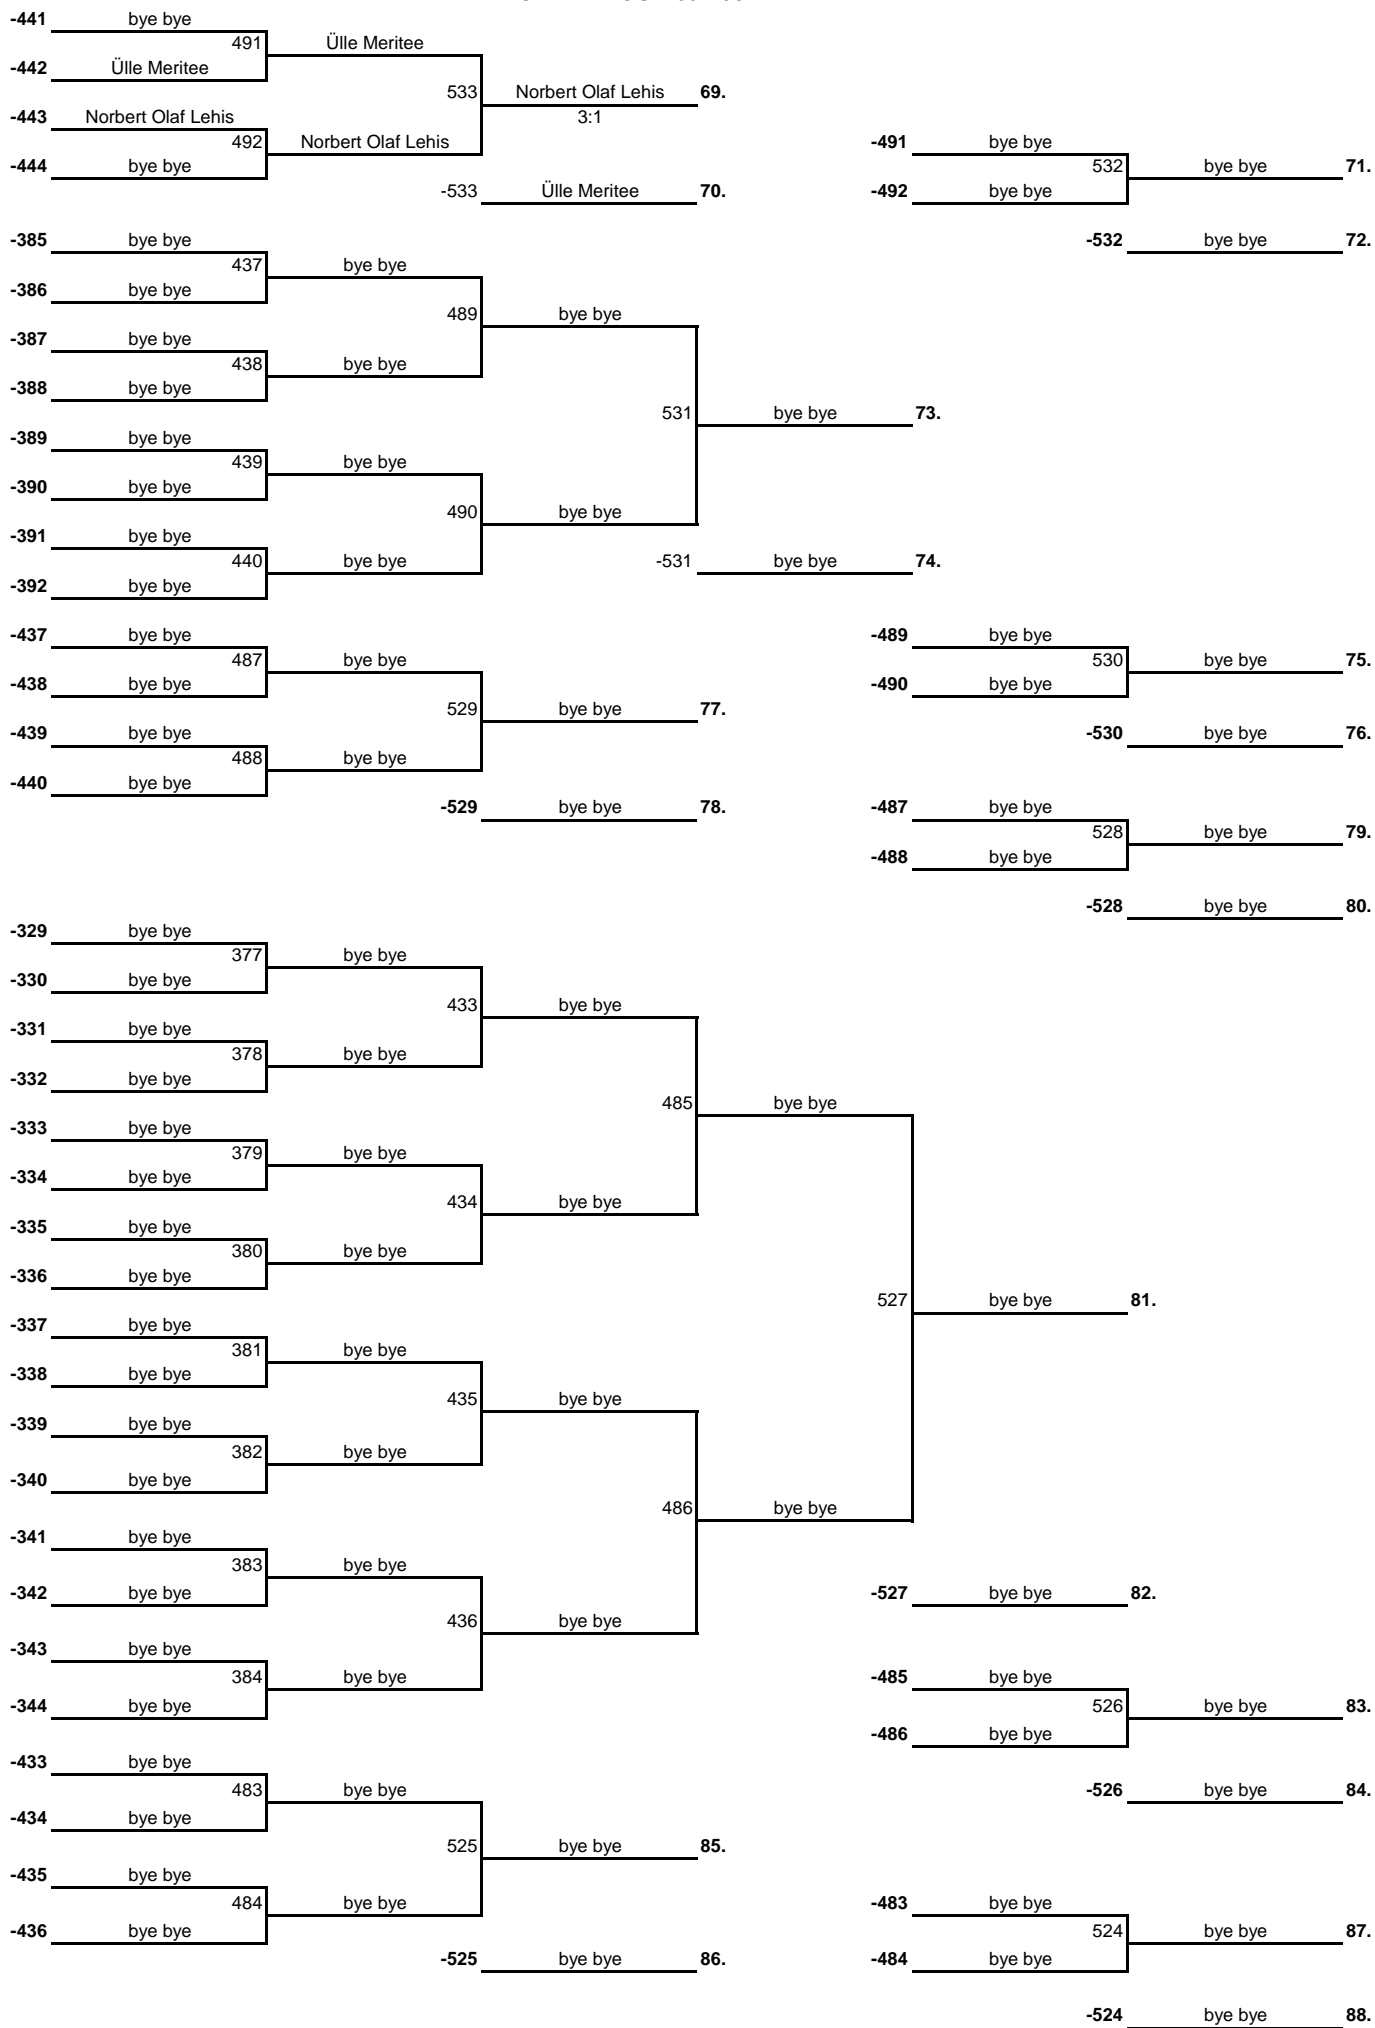 -441 bye bye
491 Ülle Meritee
-442 Ülle Meritee
533 Norbert Olaf Lehis 69.
-443 Norbert Olaf Lehis 3:1
492 Norbert Olaf Lehis -491 bye bye
-444 bye bye 532 bye bye 71.
-533 Ülle Meritee 70. -492 bye bye
-385 bye bye -532 bye bye 72.
437 bye bye
-386 bye bye
489 bye bye
-387 bye bye
438 bye bye
-388 bye bye
531 bye bye 73.
-389 bye bye
439 bye bye
-390 bye bye
490 bye bye
-391 bye bye
440 bye bye -531 bye bye 74.
-392 bye bye
-437 bye bye -489 bye bye
487 bye bye 530 bye bye 75.
-438 bye bye -490 bye bye
529 bye bye 77.
-439 bye bye -530 bye bye 76.
488 bye bye
-440 bye bye
-529 bye bye 78. -487 bye bye
528 bye bye 79.
-488 bye bye
-528 bye bye 80.
-329 bye bye
377 bye bye
-330 bye bye
433 bye bye
-331 bye bye
378 bye bye
-332 bye bye
485 bye bye
-333 bye bye
379 bye bye
-334 bye bye
434 bye bye
-335 bye bye
380 bye bye
-336 bye bye
527 bye bye 81.
-337 bye bye
381 bye bye
-338 bye bye
435 bye bye
-339 bye bye
382 bye bye
-340 bye bye
486 bye bye
-341 bye bye
383 bye bye
-342 bye bye -527 bye bye 82.
436 bye bye
-343 bye bye
384 bye bye -485 bye bye
-344 bye bye 526 bye bye 83.
-486 bye bye
-433 bye bye
483 bye bye -526 bye bye 84.
-434 bye bye
525 bye bye 85.
-435 bye bye
484 bye bye -483 bye bye
-436 bye bye 524 bye bye 87.
-525 bye bye 86. -484 bye bye
-524 bye bye 88.